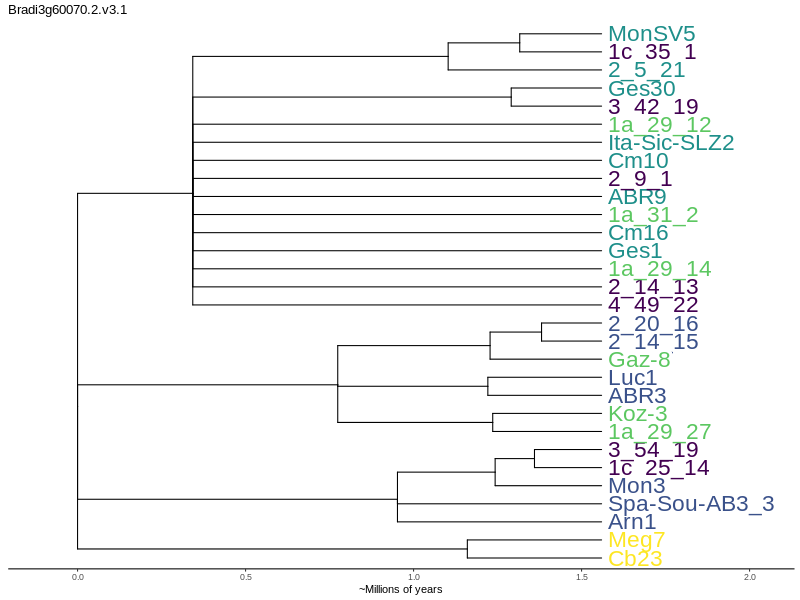 Bradi3g60070.2.v3.1
MonSV5
1c_35_1
2_5_21
Ges30
3_42_19
1a_29_12
Ita-Sic-SLZ2
Cm10
2_9_1
ABR9
1a_31_2
Cm16
Ges1
1a_29_14
2_14_13
4_49_22
2_20_16
2_14_15
Gaz-8
Luc1
ABR3
Koz-3
1a_29_27
3_54_19
1c_25_14
Mon3
Spa-Sou-AB3_3
Arn1
Meg7
Cb23
0.0 0.5 1.0 1.5 2.0
~Millions of years